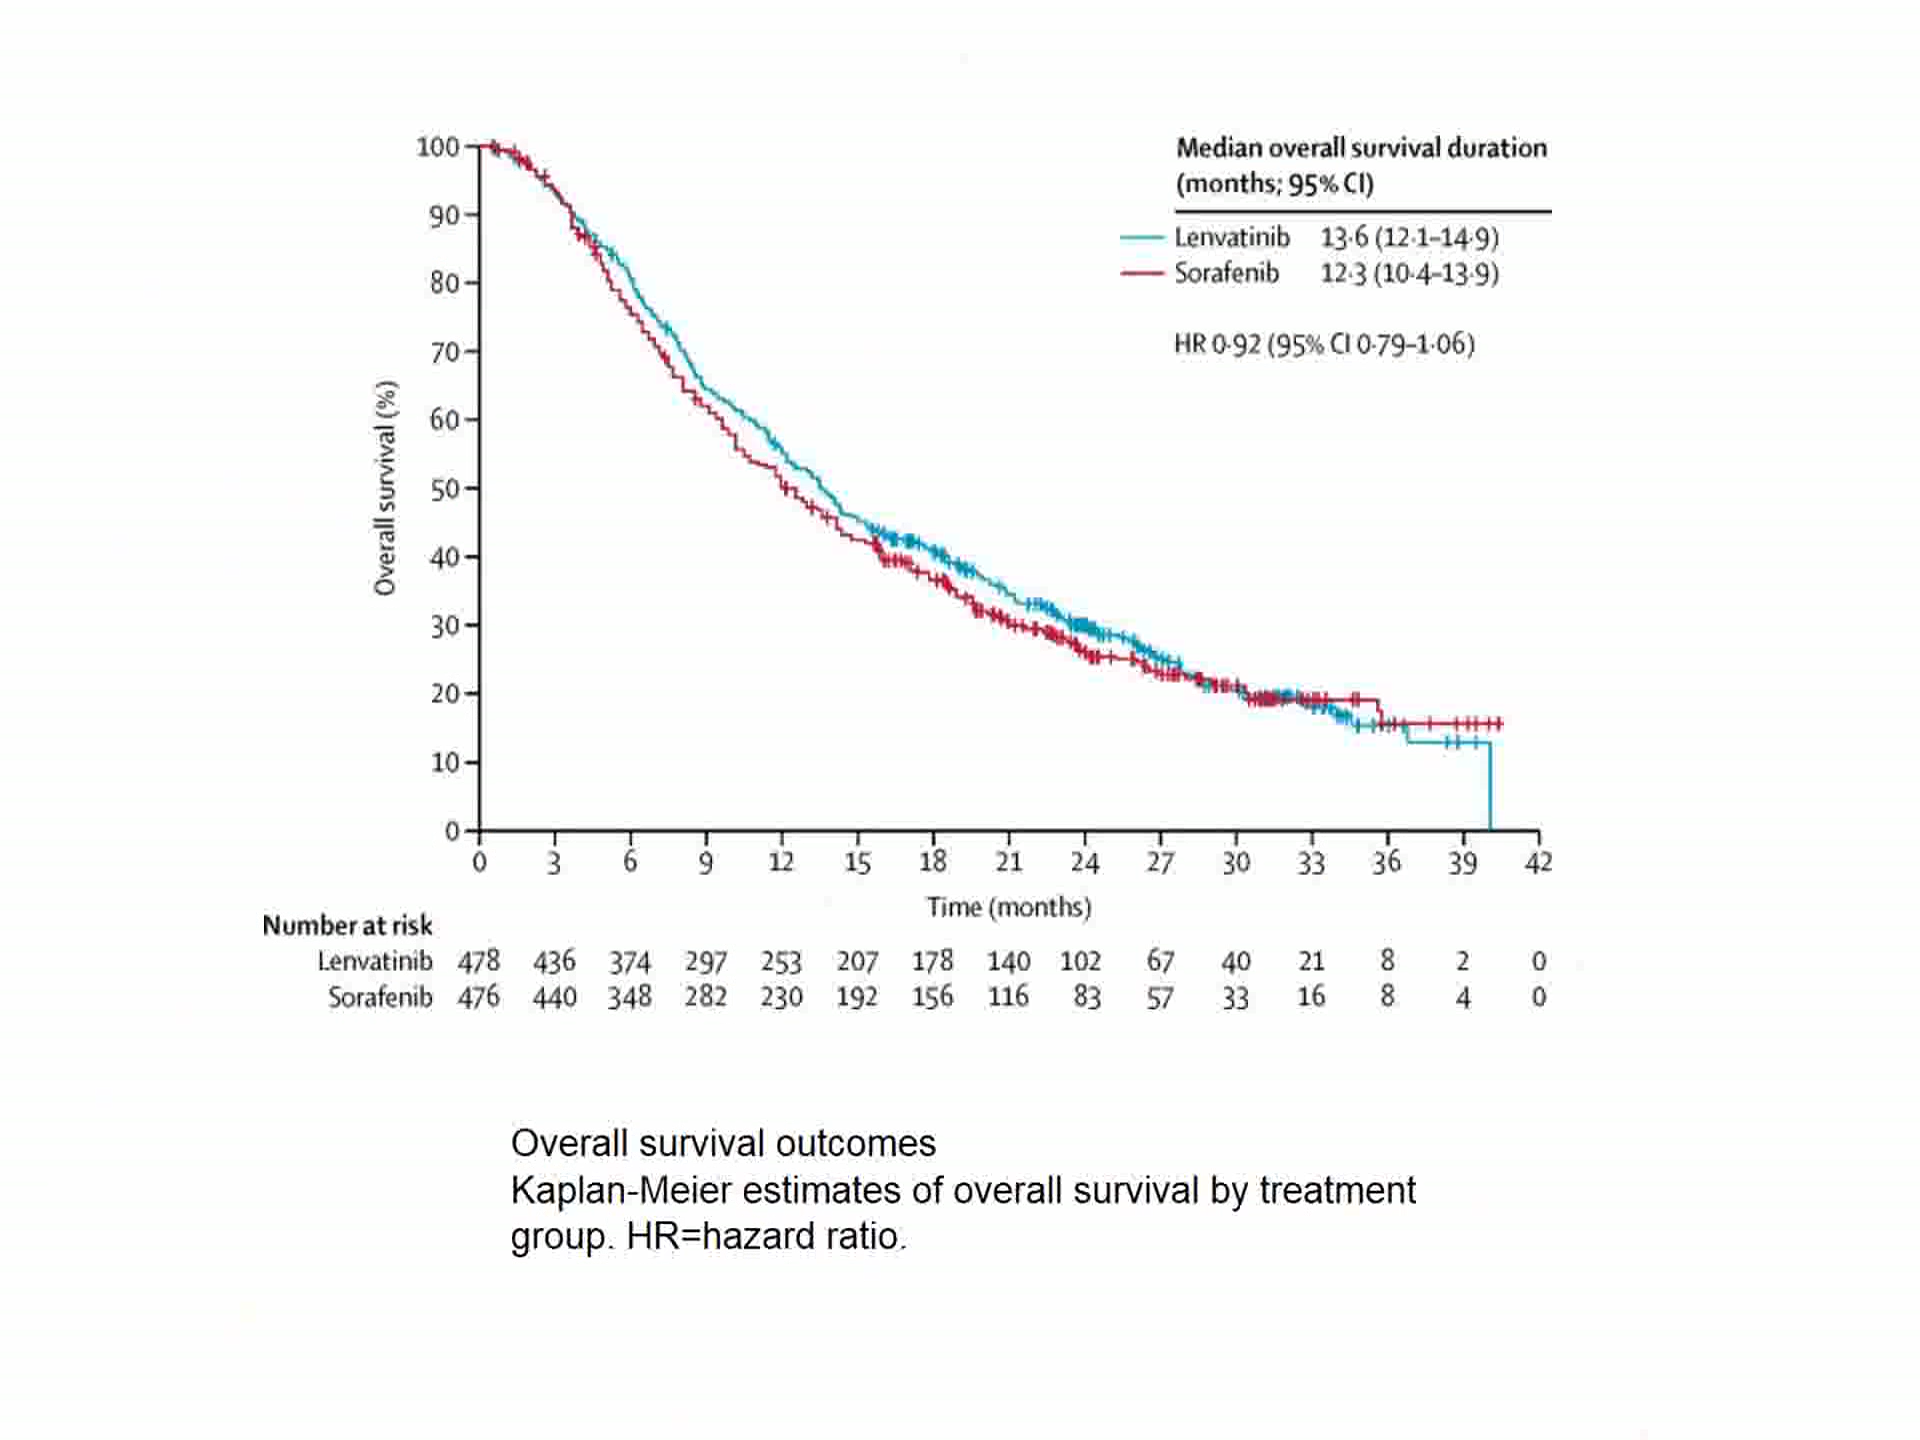 100
90
80
70
60
50
40
30
20
10
0
Overall survival (%)
Median overall survival duration
(months; 95% CI)
Lenvatinib 13·6 (12·1–14·9)
Sorafenib 12·3 (10·4–13·9)
HR 0·92 (95% CI 0·79–1·06)
0 3 6 9 12 15 18 21 24 27 30 33 36 39 42
Time (months)
Number at risk
Lenvatinib 478 436 374 297 253 207 178 140 102 67 40 21 8 2 0
Sorafenib 476 440 348 282 230 192 156 116 83 57 33 16 8 4 0
Overall survival outcomes
Kaplan-Meier estimates of overall survival by treatment
group. HR=hazard ratio.